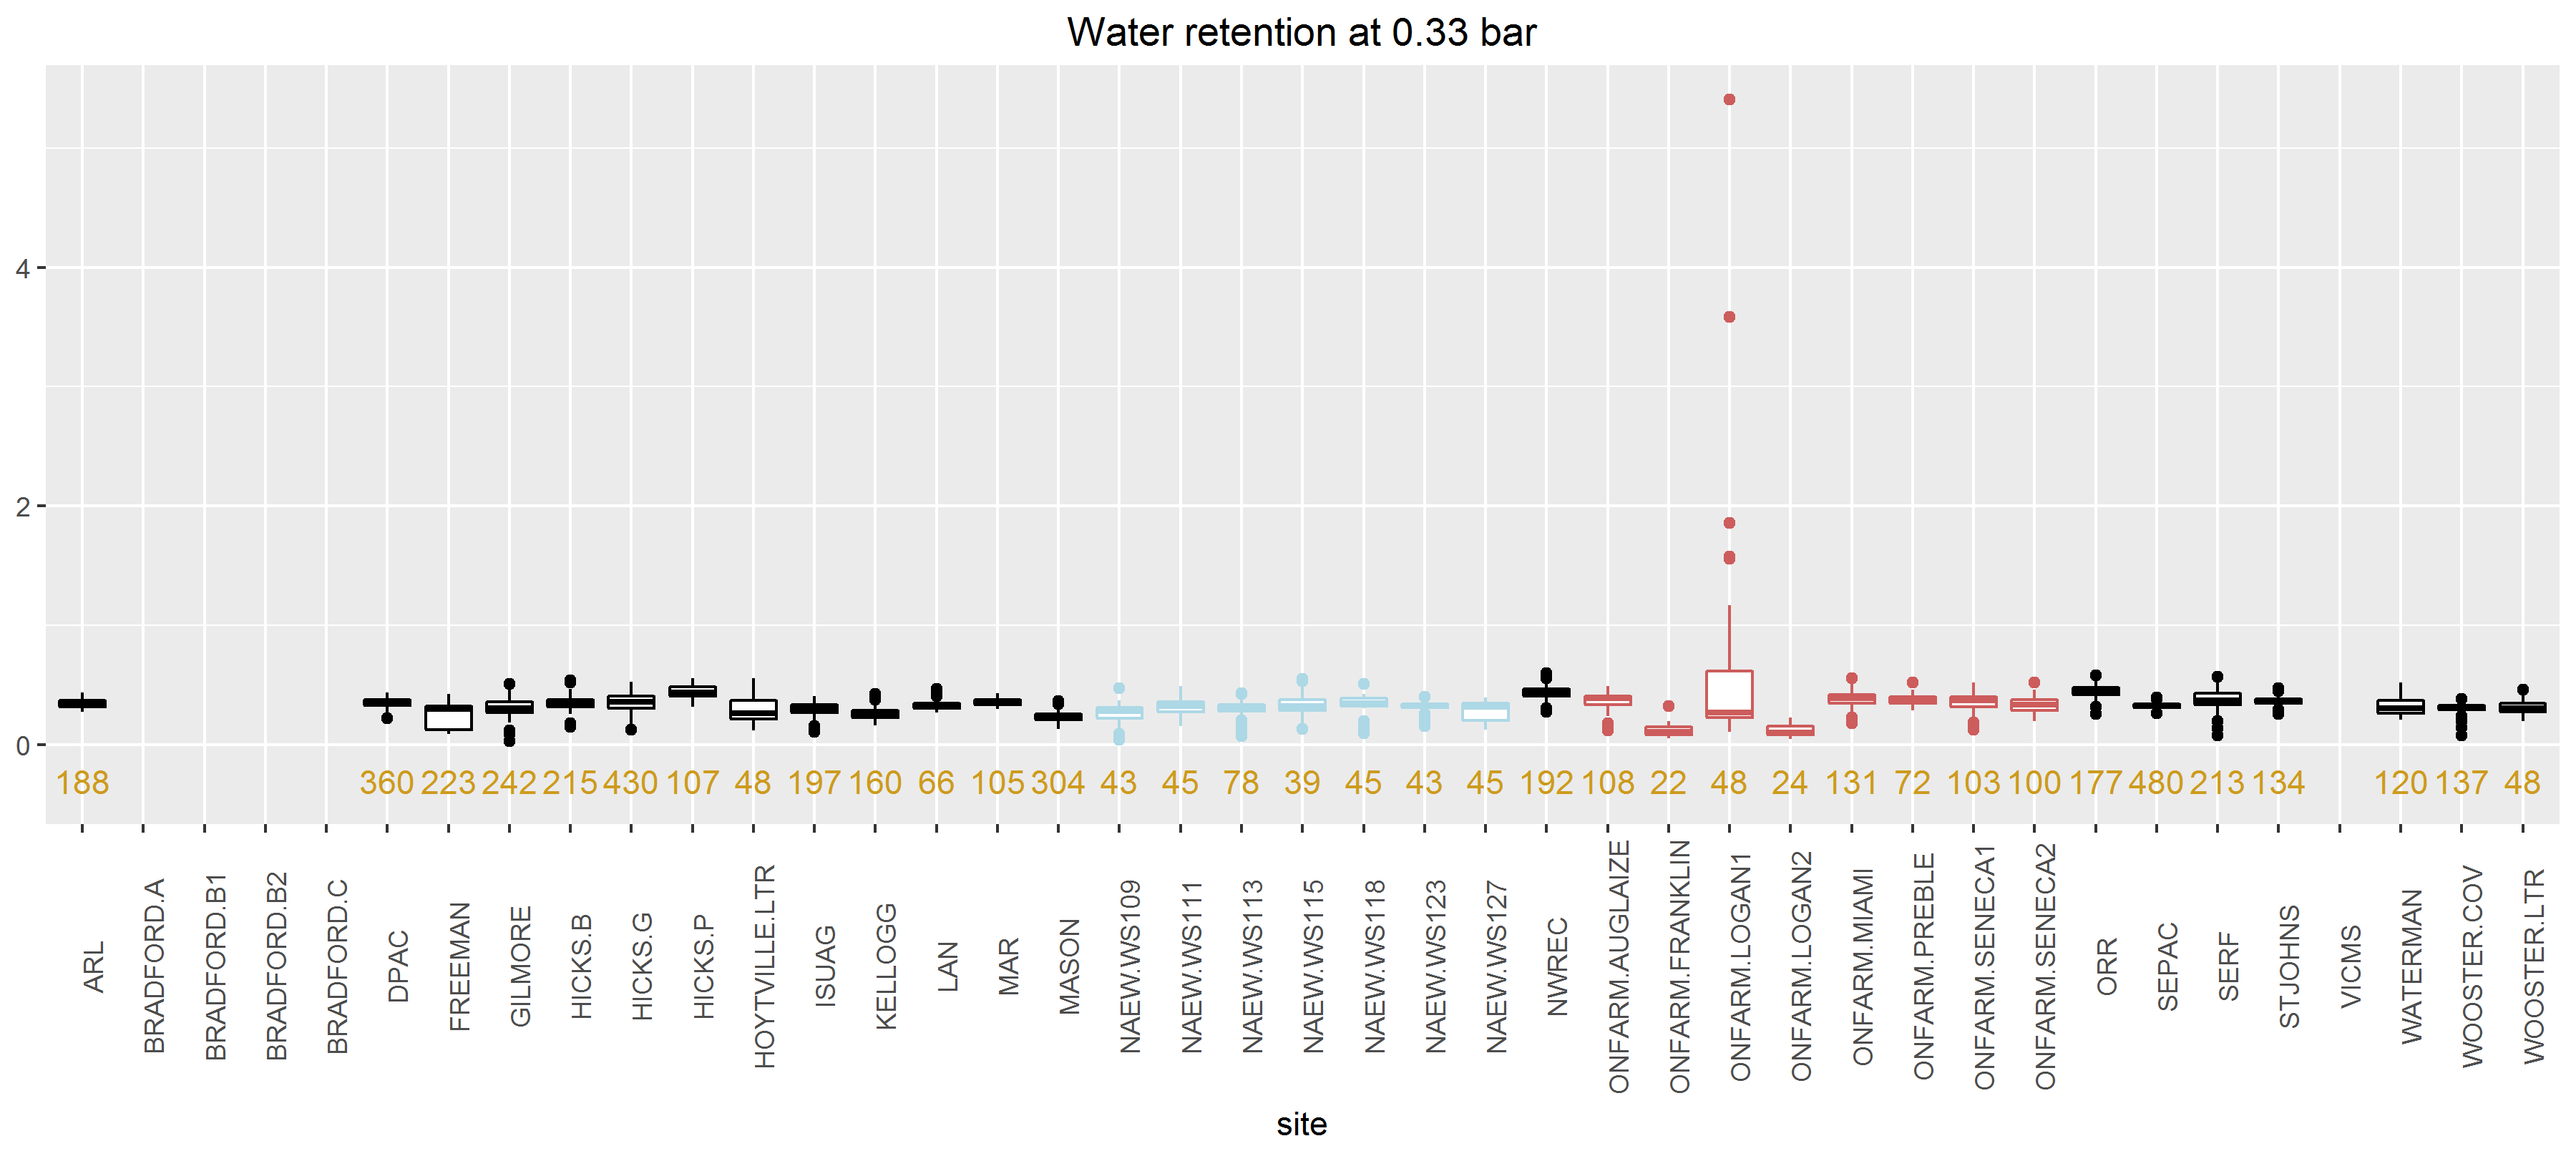 Water retention at 0.33 bar
4
2
0
188 360 223 242 215 430 107 48 197 160 66 105 304 43 45 78 39 45 43 45 192 108 22 48 24 131 72 103 100 177 480 213 134 120 137 48
ARL
BRADFORD.A
BRADFORD.B1
BRADFORD.B2
BRADFORD.C
DPAC
FREEMAN
GILMORE
HICKS.B
HICKS.G
HICKS.P
HOYTVILLE.LTR
ISUAG
KELLOGG
LAN
MAR
MASON
NAEW.WS109
NAEW.WS111
NAEW.WS113
NAEW.WS115
NAEW.WS118
NAEW.WS123
NAEW.WS127
NWREC
ONFARM.AUGLAIZE
ONFARM.FRANKLIN
ONFARM.LOGAN1
ONFARM.LOGAN2
ONFARM.MIAMI
ONFARM.PREBLE
ONFARM.SENECA1
ONFARM.SENECA2
ORR
SEPAC
SERF
STJOHNS
VICMS
WATERMAN
WOOSTER.COV
WOOSTER.LTR
site